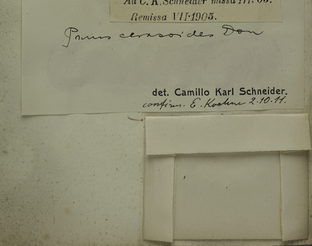 Ad C. K. Schneider missa III. 05.
Remissa VII-1905.
Prunus cerasoides Don
det. Camillo Karl Schneider.
confirm. E. Koehne 2.10.11.